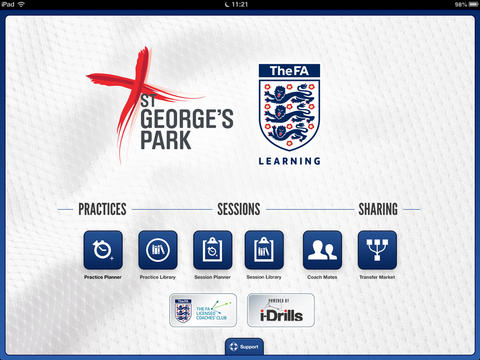 iPad 11:21 98%
ST
GEORGE'S
PARK
TheFA
LEARNING
PRACTICES SESSIONS SHARING
Practice Planner Practice Library Session Planner Session Library Coach Mates Transfer Market
THE FA
LICENSED
COACHES' CLUB
POWERED BY
i-Drills
Support